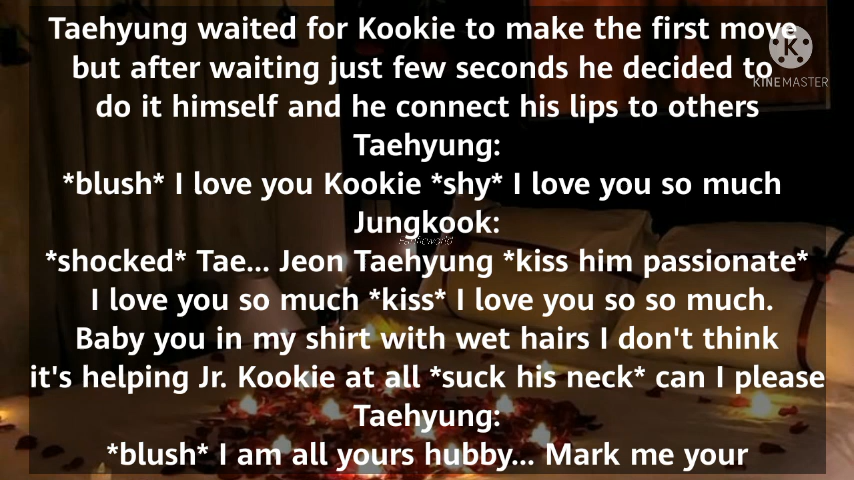 Taehyung waited for Kookie to make the first move
but after waiting just few seconds he decided to
do it himself and he connect his lips to others
Taehyung:
*blush* I love you Kookie *shy* I love you so much
Jungkook:
*shocked* Tae... Jeon Taehyung *kiss him passionate*
I love you so much *kiss* I love you so so much.
Baby you in my shirt with wet hairs I don't think
it's helping Jr. Kookie at all *suck his neck* can I please
Taehyung:
*blush* I am all yours hubby... Mark me your
K
KINEMASTER